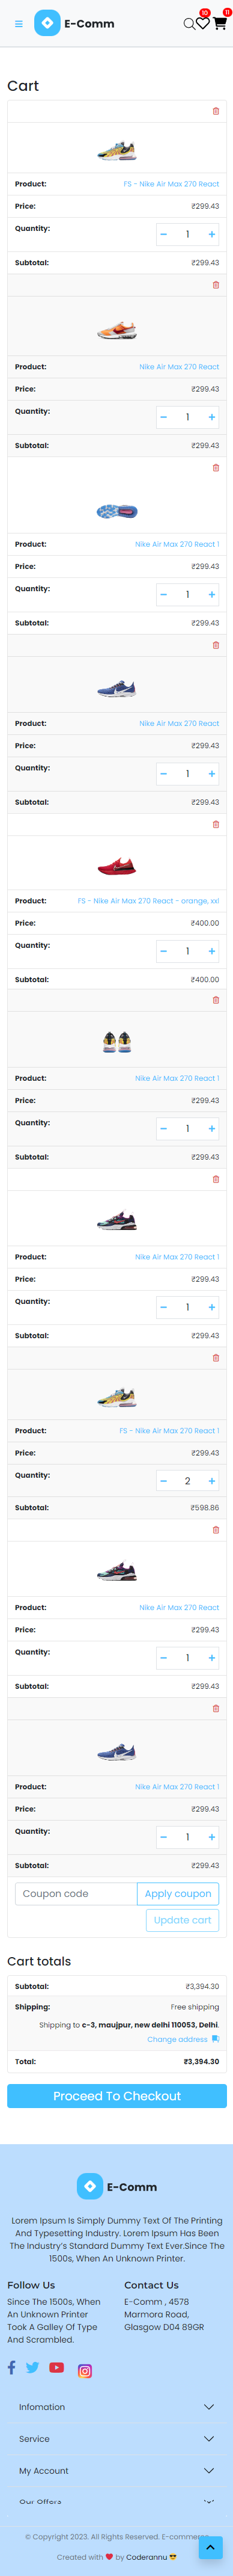 10
11
E-Comm
Cart
Product: FS - Nike Air Max 270 React
Price: ₹299.43
Quantity: 1
Subtotal: ₹299.43
Product: Nike Air Max 270 React
Price: ₹299.43
Quantity: 1
Subtotal: ₹299.43
Product: Nike Air Max 270 React 1
Price: ₹299.43
Quantity: 1
Subtotal: ₹299.43
Product: Nike Air Max 270 React
Price: ₹299.43
Quantity: 1
Subtotal: ₹299.43
Product: FS - Nike Air Max 270 React - orange, xxl
Price: ₹400.00
Quantity: 1
Subtotal: ₹400.00
Product: Nike Air Max 270 React 1
Price: ₹299.43
Quantity: 1
Subtotal: ₹299.43
Product: Nike Air Max 270 React 1
Price: ₹299.43
Quantity: 1
Subtotal: ₹299.43
Product: FS - Nike Air Max 270 React 1
Price: ₹299.43
Quantity: 2
Subtotal: ₹598.86
Product: Nike Air Max 270 React
Price: ₹299.43
Quantity: 1
Subtotal: ₹299.43
Product: Nike Air Max 270 React 1
Price: ₹299.43
Quantity: 1
Subtotal: ₹299.43
Coupon code Apply coupon
Update cart
Cart totals
Subtotal: ₹3,394.30
Shipping: Free shipping
Shipping to c-3, maujpur, new delhi 110053, Delhi.
Change address
Total: ₹3,394.30
Proceed To Checkout
E-Comm
Lorem Ipsum Is Simply Dummy Text Of The Printing
And Typesetting Industry. Lorem Ipsum Has Been
The Industry's Standard Dummy Text Ever.Since The
1500s, When An Unknown Printer.
Follow Us
Since The 1500s, When
An Unknown Printer
Took A Galley Of Type
And Scrambled.
Contact Us
E-Comm , 4578
Marmora Road,
Glasgow D04 89GR
Infomation
Service
My Account
Our Offers
© Copyright 2023. All Rights Reserved. E-commerce
Created with ❤️ by Coderannu 😎